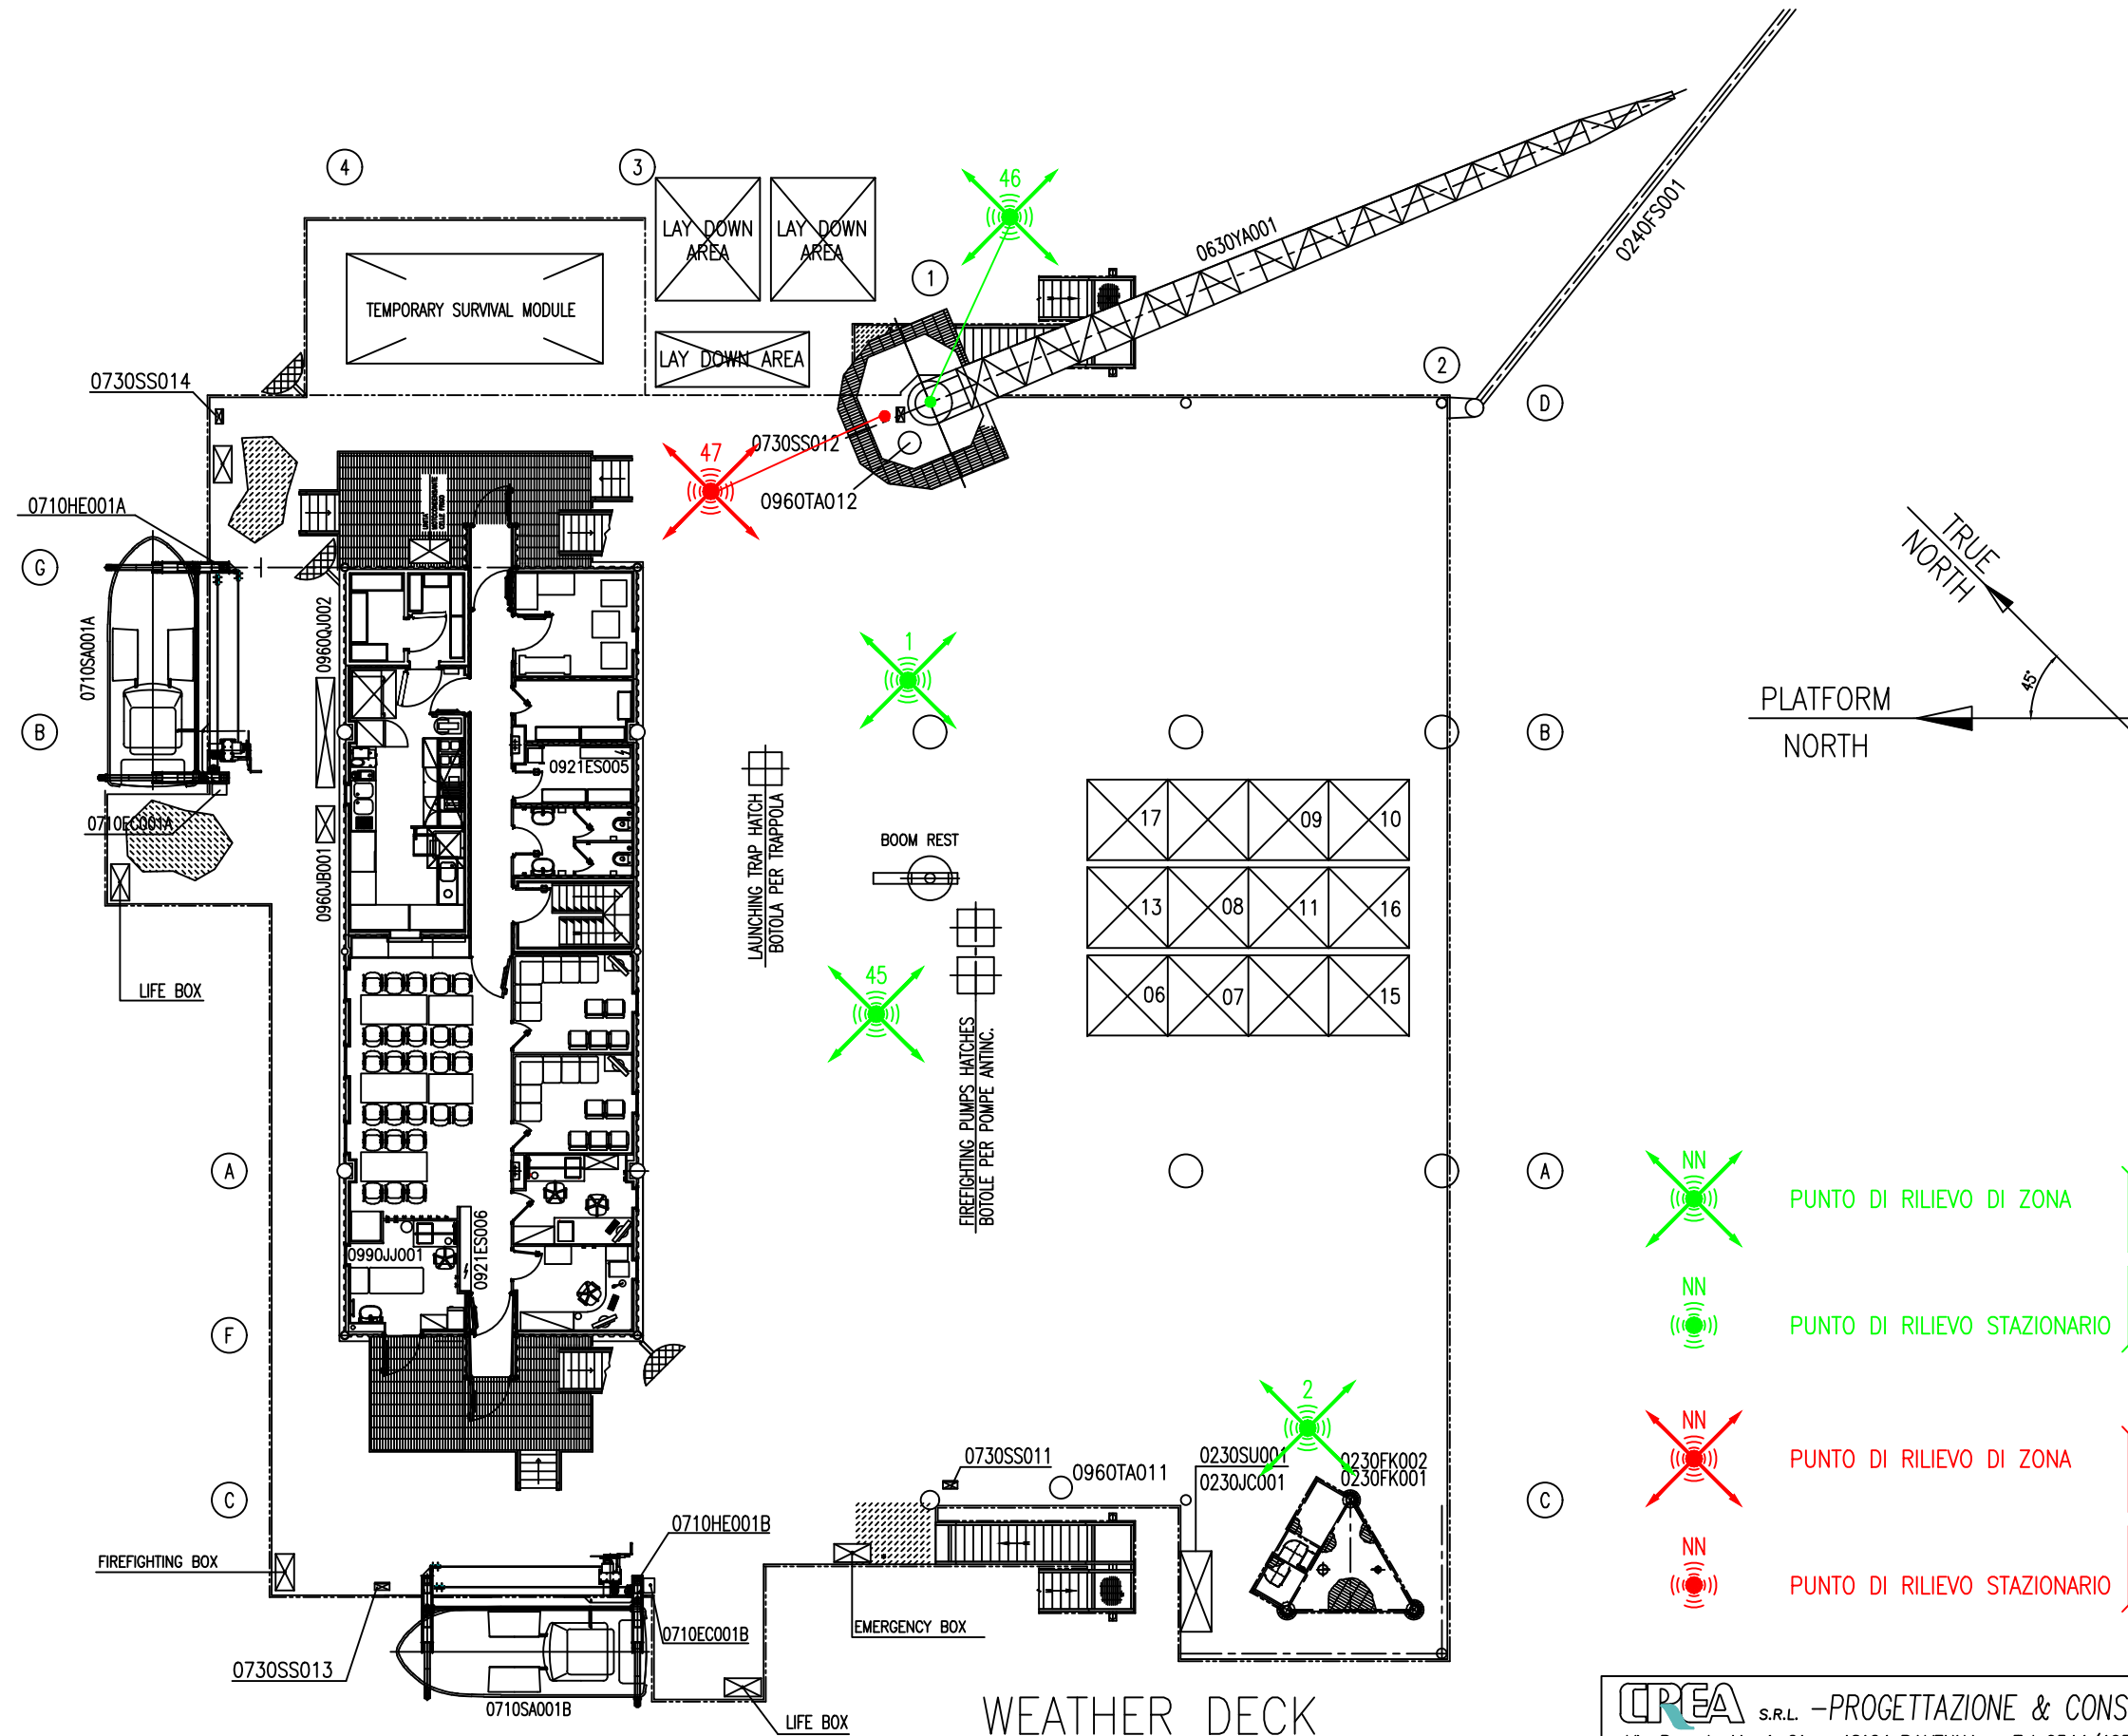 4
3
46
1
0630YA001
0240FS001
LAY DOWN
AREA
LAY DOWN
AREA
TEMPORARY SURVIVAL MODULE
LAY DOWN AREA
2
D
0730SS014
47
0730SS012
0960TA012
0710HE001A
G
TRUE
NORTH
45°
PLATFORM
NORTH
0710SA001A
0960QJ002
1
B
B
0921ES005
LAUNCHING TRAP HATCH
BOTOLA PER TRAPPOLA
BOOM REST
17
09
10
13
08
11
16
06
07
15
0710EC001A
0960JB001
LIFE BOX
45
FIREFIGHTING PUMPS HATCHES
BOTOLE PER POMPE ANTINC.
A
A
NN
PUNTO DI RILIEVO DI ZONA
NN
PUNTO DI RILIEVO STAZIONARIO
NN
PUNTO DI RILIEVO DI ZONA
NN
PUNTO DI RILIEVO STAZIONARIO
0990JJ001
0921ES006
F
2
C
C
0730SS011
0960TA011
0230SU001
0230JC001
0230FK002
0230FK001
0710HE001B
FIREFIGHTING BOX
EMERGENCY BOX
0710EC001B
0730SS013
0710SA001B
LIFE BOX
WEATHER DECK
CREA S.R.L. -PROGETTAZIONE & CONS